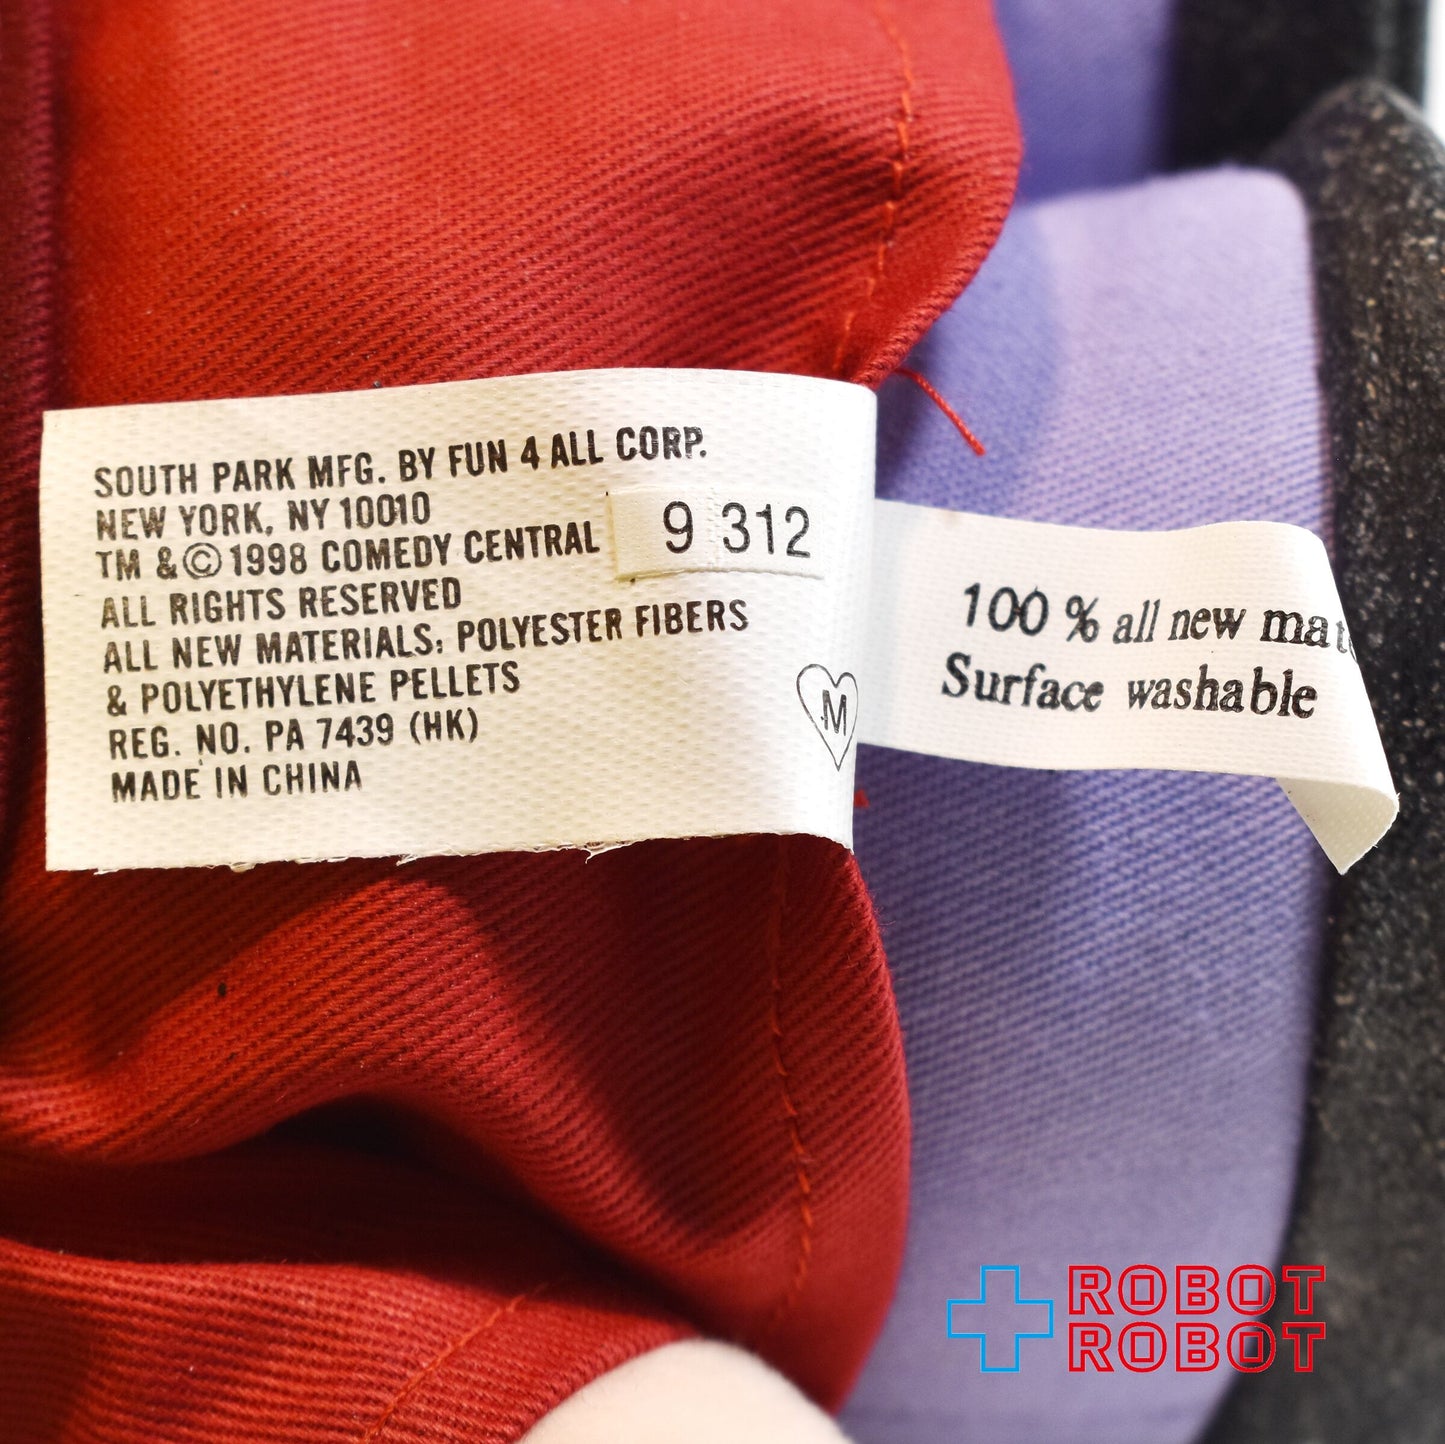 SOUTH PARK MFG. BY FUN 4 ALL CORP.
NEW YORK, NY 10010
TM & © 1998 COMEDY CENTRAL
9 312
ALL RIGHTS RESERVED
ALL NEW MATERIALS: POLYESTER FIBERS
& POLYETHYLENE PELLETS
REG. NO. PA 7439 (HK)
MADE IN CHINA
M
100 % all new mat
Surface washable
ROBOT
ROBOT